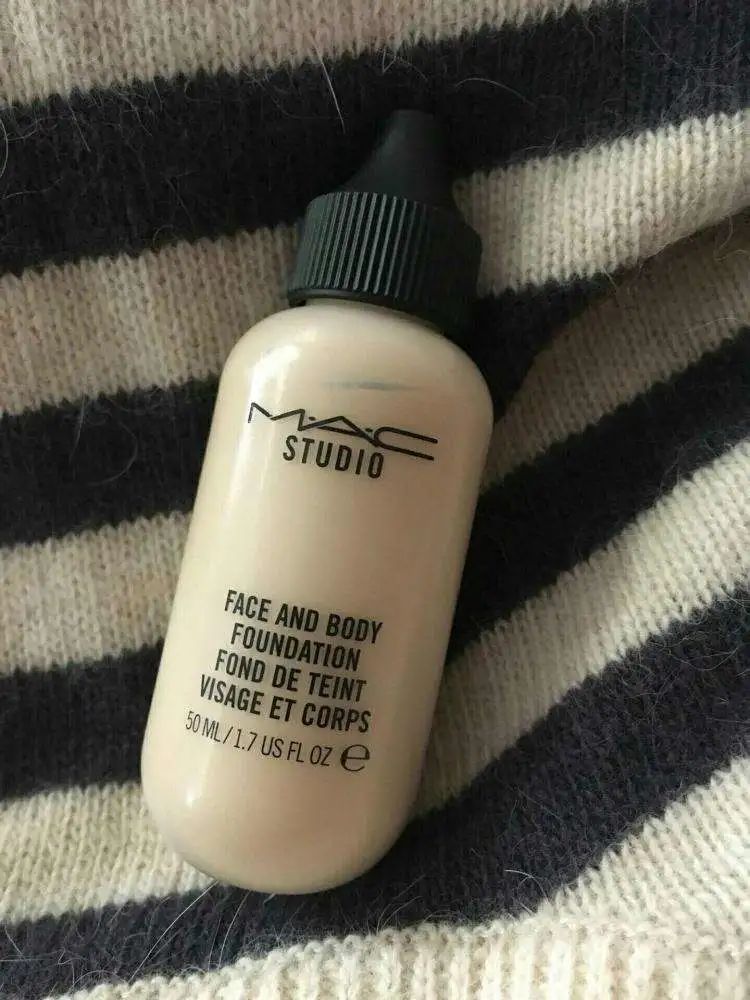 M·A·C
STUDIO
FACE AND BODY
FOUNDATION
FOND DE TEINT
VISAGE ET CORPS
50 ML / 1.7 US FL OZ ℮